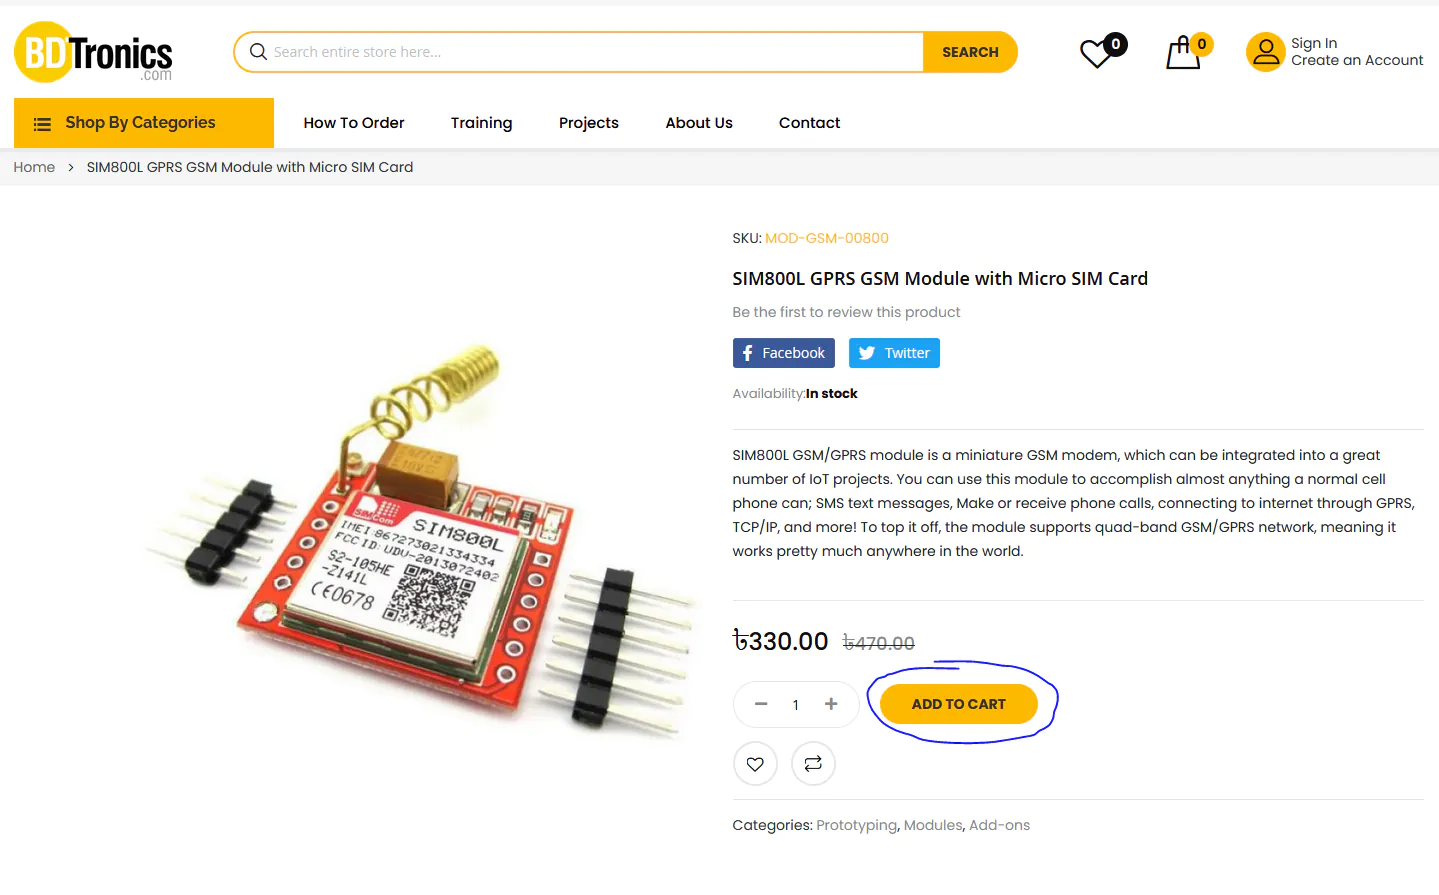 BDTronics
.com
Search entire store here...
SEARCH
0
0
Sign In
Create an Account
Shop By Categories
How To Order
Training
Projects
About Us
Contact
Home > SIM800L GPRS GSM Module with Micro SIM Card
SKU: MOD-GSM-00800
SIM800L GPRS GSM Module with Micro SIM Card
Be the first to review this product
Facebook
Twitter
Availability:In stock
SIM800L GSM/GPRS module is a miniature GSM modem, which can be integrated into a great
number of IoT projects. You can use this module to accomplish almost anything a normal cell
phone can; SMS text messages, Make or receive phone calls, connecting to internet through GPRS,
TCP/IP, and more! To top it off, the module supports quad-band GSM/GPRS network, meaning it
works pretty much anywhere in the world.
৳330.00 ৳470.00
− 1 +
ADD TO CART
Categories: Prototyping, Modules, Add-ons
SIMCom
SIM800L
IMEI:867273021334334
FCC ID: UDV-2013072402
S2-105HE
-Z141L
CE0678